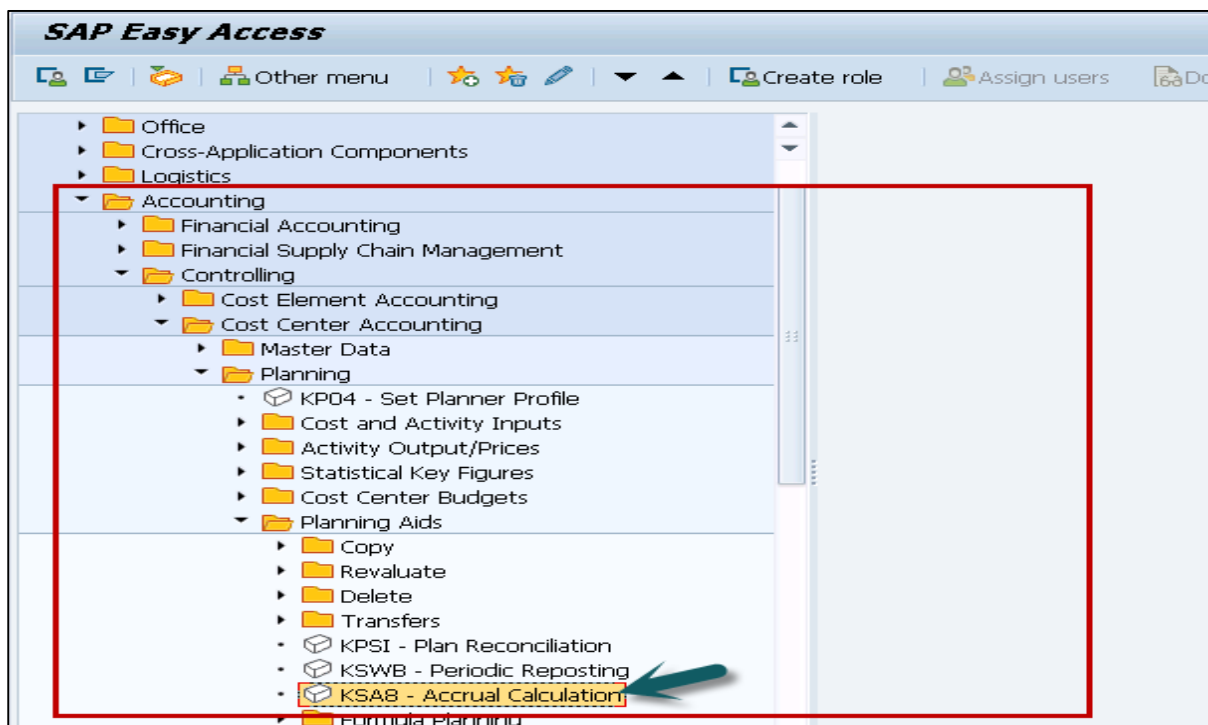 SAP Easy Access
Other menu Create role Assign users Do
Office
Cross-Application Components
Logistics
Accounting
Financial Accounting
Financial Supply Chain Management
Controlling
Cost Element Accounting
Cost Center Accounting
Master Data
Planning
KP04 - Set Planner Profile
Cost and Activity Inputs
Activity Output/Prices
Statistical Key Figures
Cost Center Budgets
Planning Aids
Copy
Revaluate
Delete
Transfers
KPSI - Plan Reconciliation
KSWB - Periodic Reposting
KSA8 - Accrual Calculation
Formula Planning